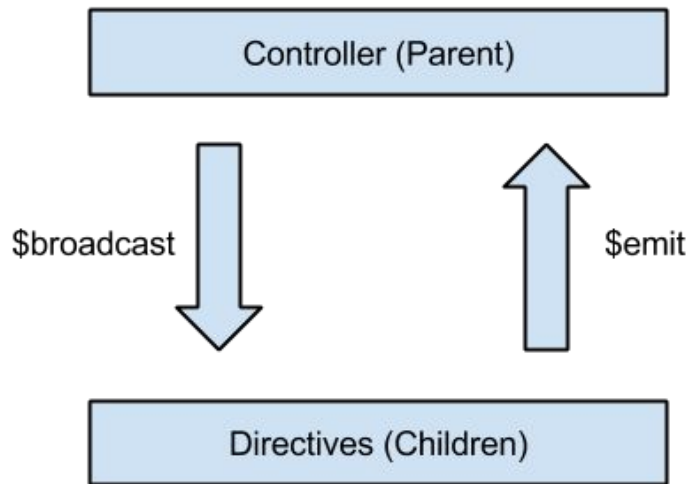 Controller (Parent)
$broadcast
$emit
Directives (Children)